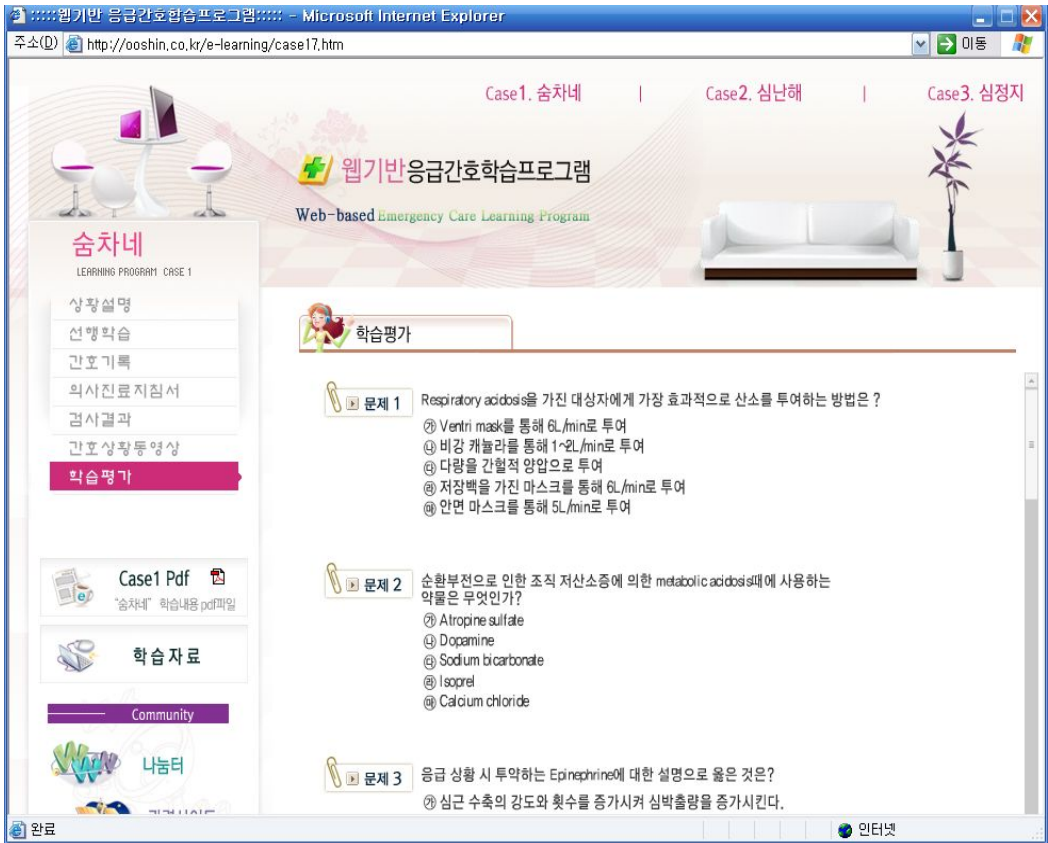 :::::웹기반 응급간호학습프로그램::::: - Microsoft Internet Explorer
주소(D) http://ooshin.co.kr/e-learning/case17.htm 이동
Case1. 숨차네 | Case2. 심난해 | Case3. 심정지
웹기반응급간호학습프로그램
Web-based Emergency Care Learning Program
숨차네
LEARNING PROGRAM CASE 1
상황설명
선행학습
간호기록
의사진료지침서
검사결과
간호상황동영상
학습평가
Case1 Pdf
"숨차네" 학습내용 pdf파일
학습자료
Community
나눔터
학습평가
문제 1 Respiratory acidosis을 가진 대상자에게 가장 효과적으로 산소를 투여하는 방법은 ?
㉮ Ventri mask를 통해 6L/min로 투여
㉯ 비강 캐뉼라를 통해 1~2L/min로 투여
㉰ 다량을 간헐적 양압으로 투여
㉱ 저장백을 가진 마스크를 통해 6L/min로 투여
㉲ 안면 마스크를 통해 5L/min로 투여
문제 2 순환부전으로 인한 조직 저산소증에 의한 metabolic acidosis때에 사용하는
약물은 무엇인가?
㉮ Atropine sulfate
㉯ Dopamine
㉰ Sodium bicarbonate
㉱ Isoprel
㉲ Calcium chloride
문제 3 응급 상황 시 투약하는 Epinephrine에 대한 설명으로 옳은 것은?
㉮ 심근 수축의 강도와 횟수를 증가시켜 심박출량을 증가시킨다.
완료 인터넷